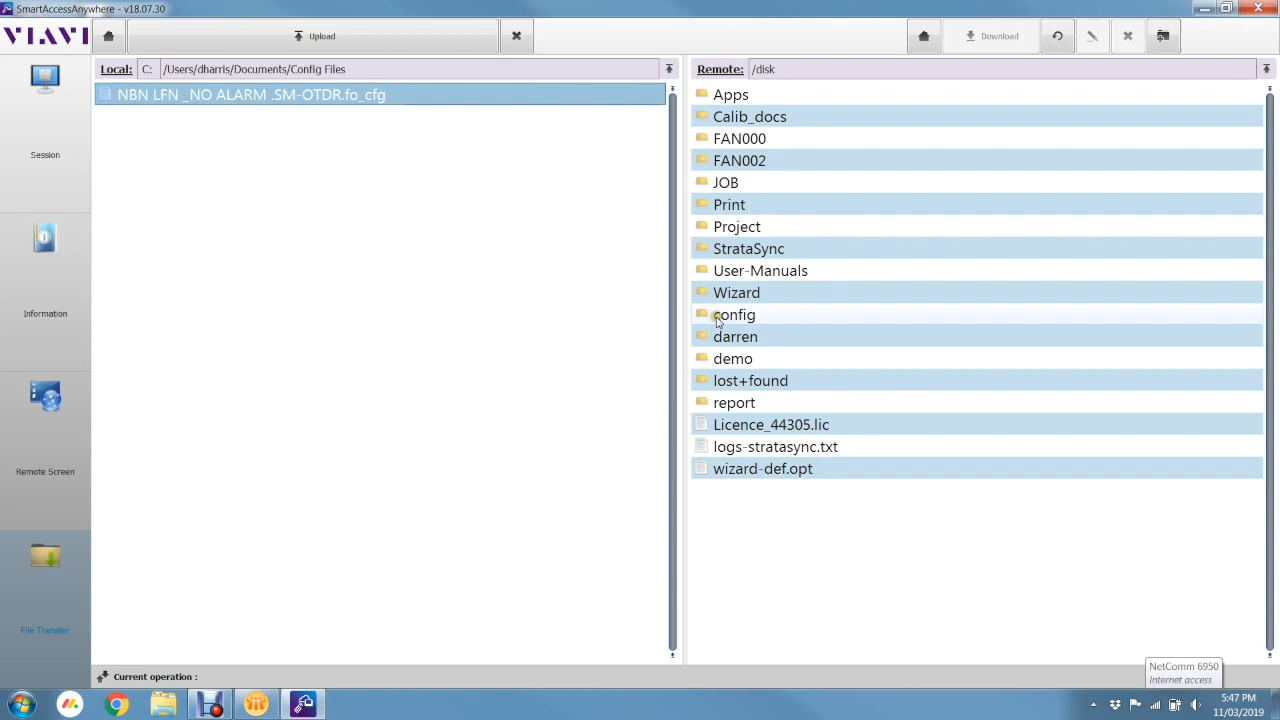 SmartAccessAnywhere - v18.07.30
VIAVI
Upload
Download
Local:
C:
/Users/dharris/Documents/Config Files
Remote:
/disk
Session
Information
Remote Screen
File Transfer
NBN LFN _NO ALARM .SM-OTDR.fo_cfg
Apps
Calib_docs
FAN000
FAN002
JOB
Print
Project
StrataSync
User-Manuals
Wizard
config
darren
demo
lost+found
report
Licence_44305.lic
logs-stratasync.txt
wizard-def.opt
Current operation :
NetComm 6950
Internet access
5:47 PM
11/03/2019